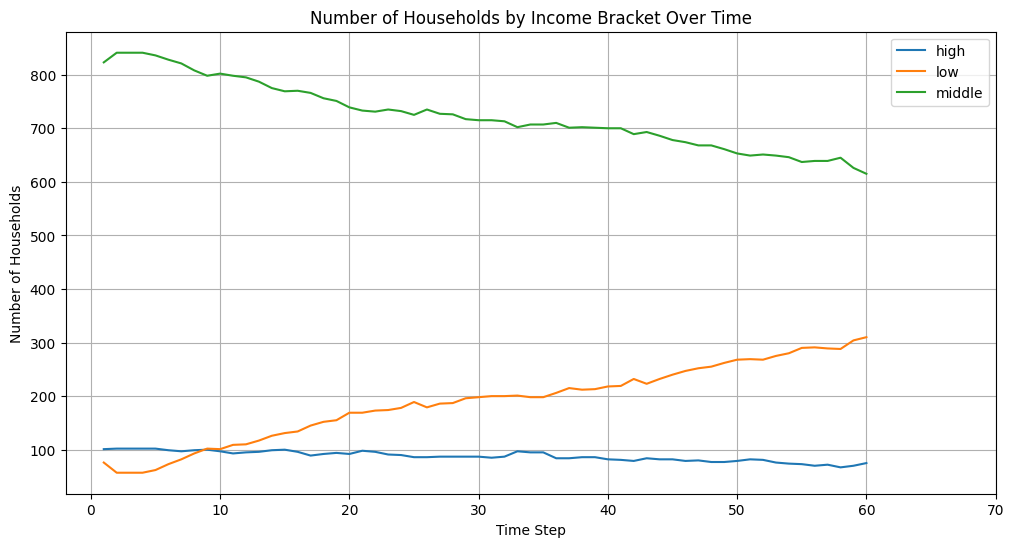 Number of Households by Income Bracket Over Time
high
low
middle
Number of Households
800
700
600
500
400
300
200
100
0 10 20 30 40 50 60 70
Time Step